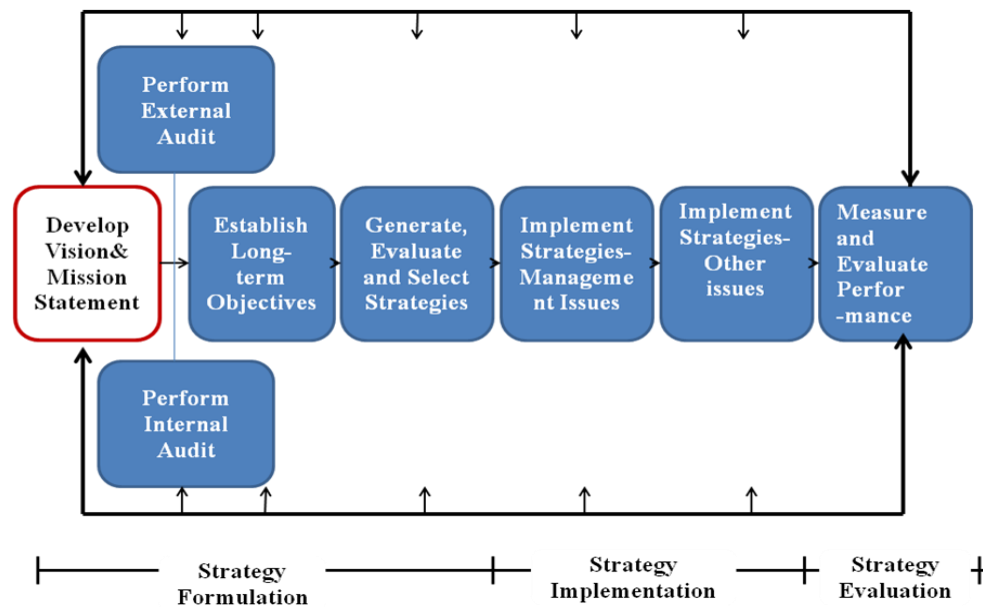 Perform
External
Audit
Develop
Vision&
Mission
Statement
Establish
Long-
term
Objectives
Generate,
Evaluate
and Select
Strategies
Implement
Strategies-
Manageme
nt Issues
Implement
Strategies-
Other
issues
Measure
and
Evaluate
Perfor
-mance
Perform
Internal
Audit
Strategy
Formulation
Strategy
Implementation
Strategy
Evaluation